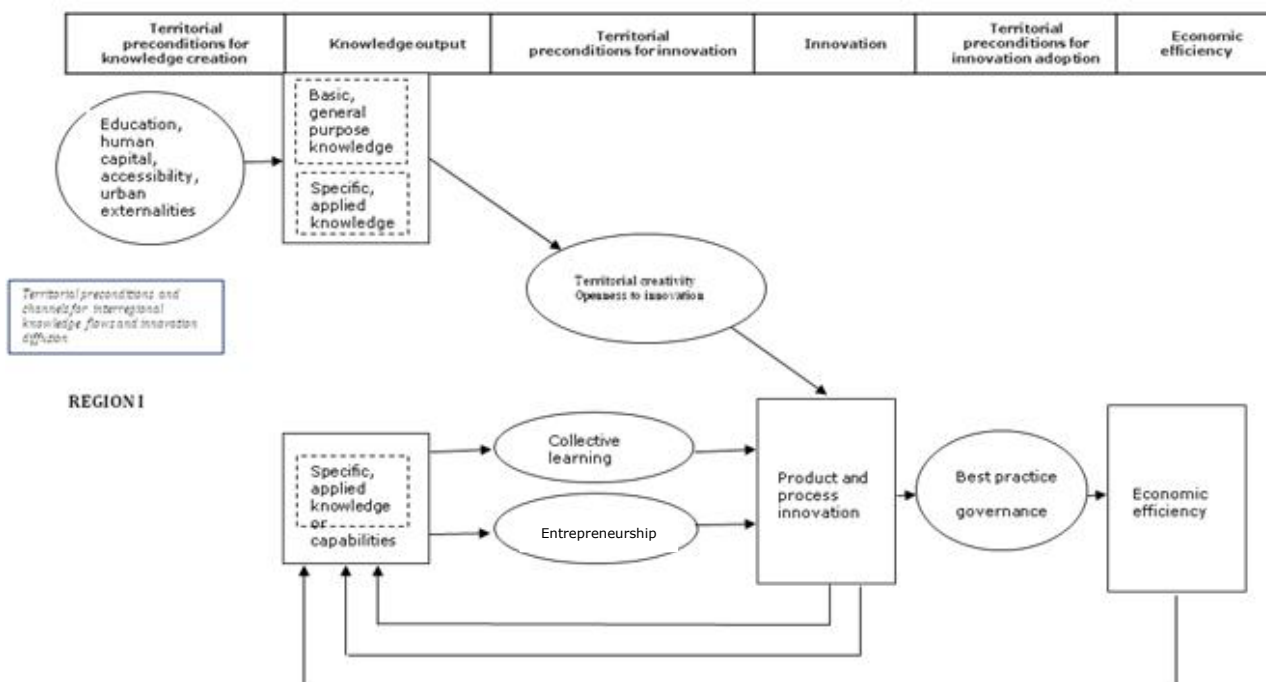 Territorial
preconditions for
knowledge creation
Knowledge output
Territorial
preconditions for innovation
Innovation
Territorial
preconditions for
innovation adoption
Economic
efficiency
Education,
human
capital,
accessibility,
urban
externalities
Basic,
general
purpose
knowledge
Specific,
applied
knowledge
Territorial creativity
Openness to innovation
Territorial preconditions and
channels for interregional
knowledge flows and innovation
diffusion
REGION I
Specific,
applied
knowledge
or
capabilities
Collective
learning
Entrepreneurship
Product and
process
innovation
Best practice
governance
Economic
efficiency